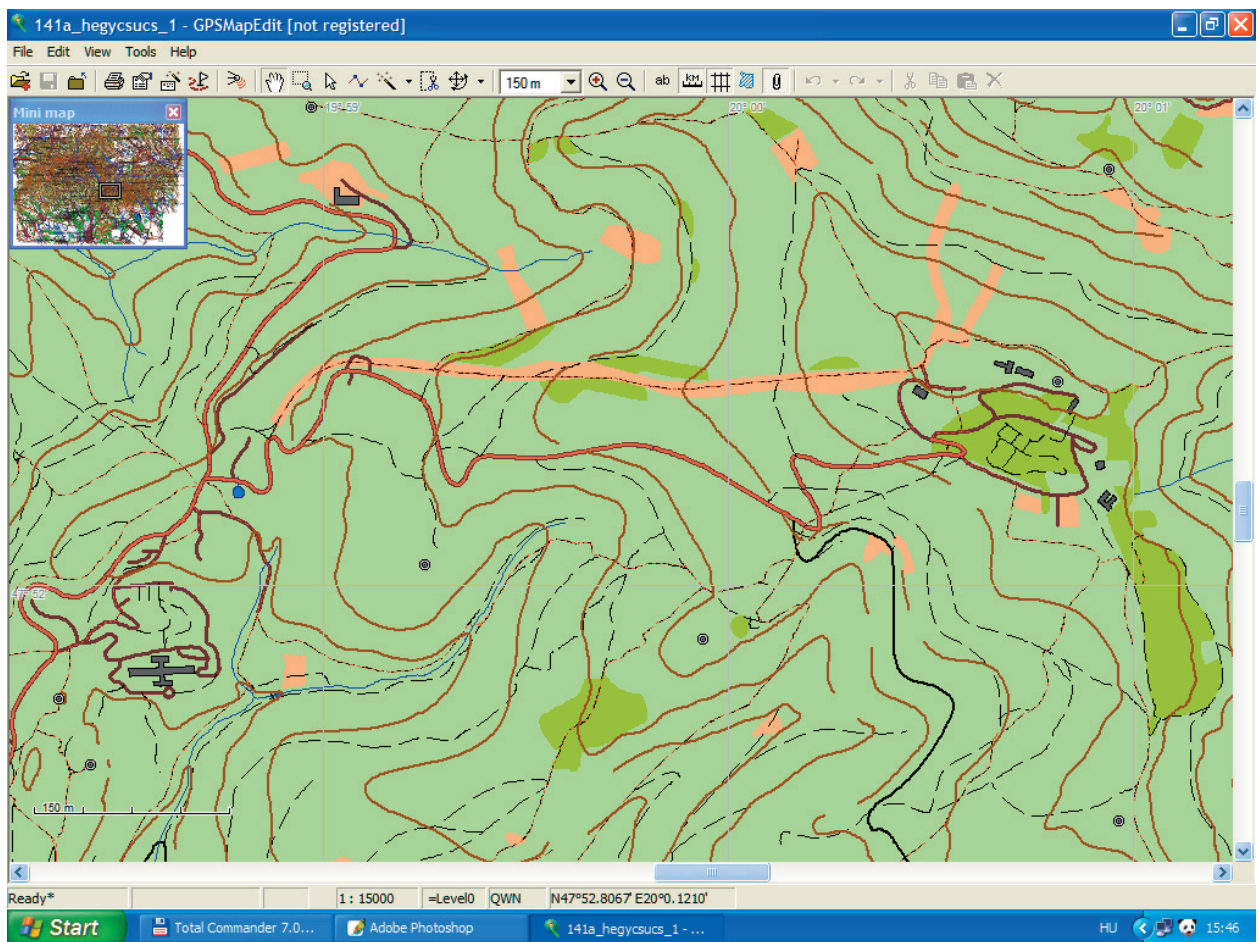 141a_hegycsucs_1 - GPSMapEdit [not registered]
File Edit View Tools Help
150 m ab KM
Mini map
19° 59' 20° 00' 20° 01'
47° 52'
150 m
Ready* 1 : 15000 =Level0 QWN N47°52.8067' E20°0.1210'
Start Total Commander 7.0... Adobe Photoshop 141a_hegycsucs_1 - ... HU 15:46